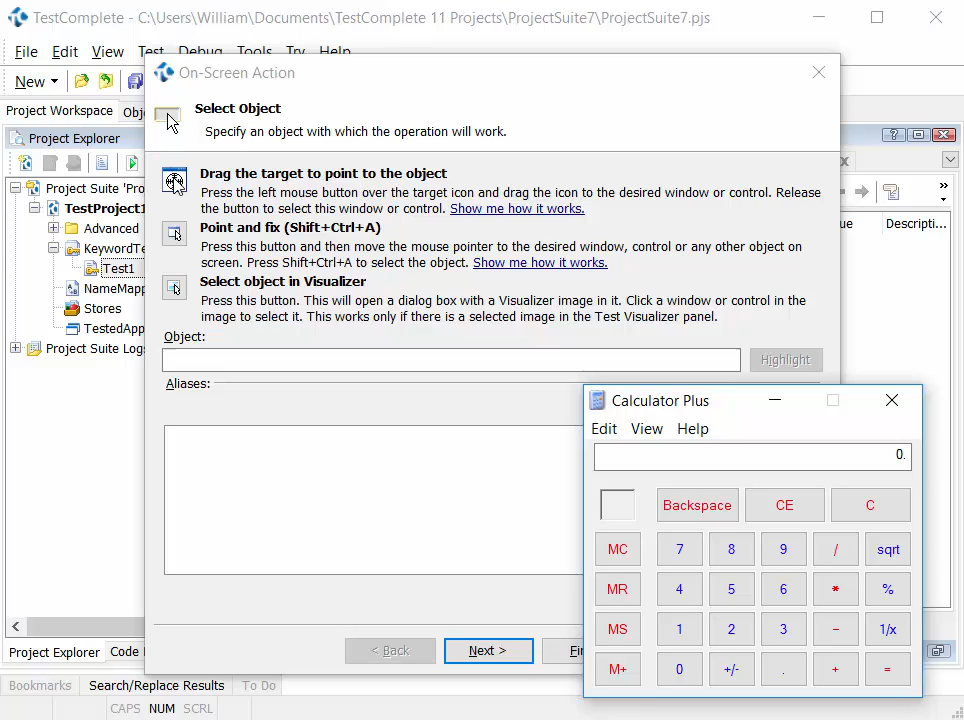 TestComplete - C:\Users\William\Documents\TestComplete 11 Projects\ProjectSuite7\ProjectSuite7.pjs
File Edit View Test Debug Tools Try Help
New
Project Workspace Obj
Project Explorer
Project Suite 'Pro
TestProject1
Advanced
KeywordTe
Test1
NameMapp
Stores
TestedApp
Project Suite Logs
Project Explorer Code
Bookmarks Search/Replace Results To Do
CAPS NUM SCRL
ue Descripti...
On-Screen Action
Select Object
Specify an object with which the operation will work.
Drag the target to point to the object
Press the left mouse button over the target icon and drag the icon to the desired window or control. Release
the button to select this window or control. Show me how it works.
Point and fix (Shift+Ctrl+A)
Press this button and then move the mouse pointer to the desired window, control or any other object on
screen. Press Shift+Ctrl+A to select the object. Show me how it works.
Select object in Visualizer
Press this button. This will open a dialog box with a Visualizer image in it. Click a window or control in the
image to select it. This works only if there is a selected image in the Test Visualizer panel.
Object:
Highlight
Aliases:
< Back Next > Fi
Calculator Plus
Edit View Help
0.
Backspace CE C
MC 7 8 9 / sqrt
MR 4 5 6 * %
MS 1 2 3 - 1/x
M+ 0 +/- . + =